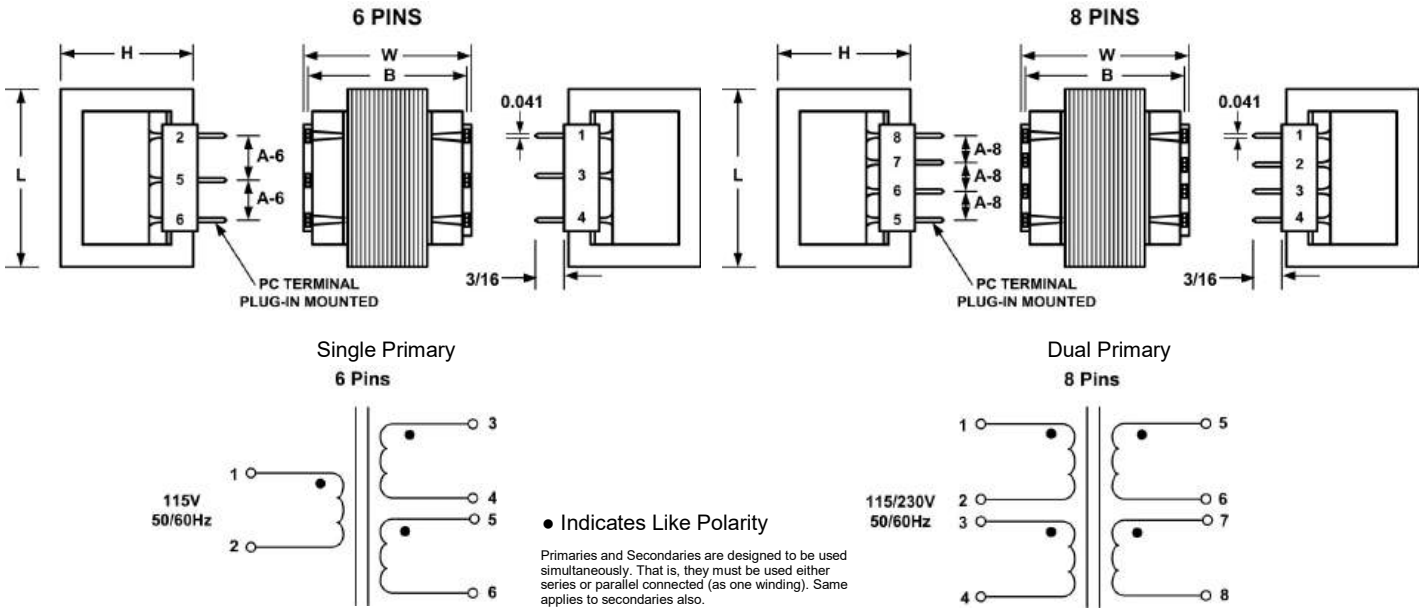 6 PINS
H
W
B
L
2
5
6
A-6
A-6
PC TERMINAL
PLUG-IN MOUNTED
0.041
1
3
4
3/16
8 PINS
H
W
B
L
8
7
6
5
A-8
A-8
A-8
PC TERMINAL
PLUG-IN MOUNTED
0.041
1
2
3
4
3/16
Single Primary
6 Pins
1
2
115V
50/60Hz
3
4
5
6
● Indicates Like Polarity
Primaries and Secondaries are designed to be used
simultaneously. That is, they must be used either
series or parallel connected (as one winding). Same
applies to secondaries also.
Dual Primary
8 Pins
1
2
3
4
115/230V
50/60Hz
5
6
7
8